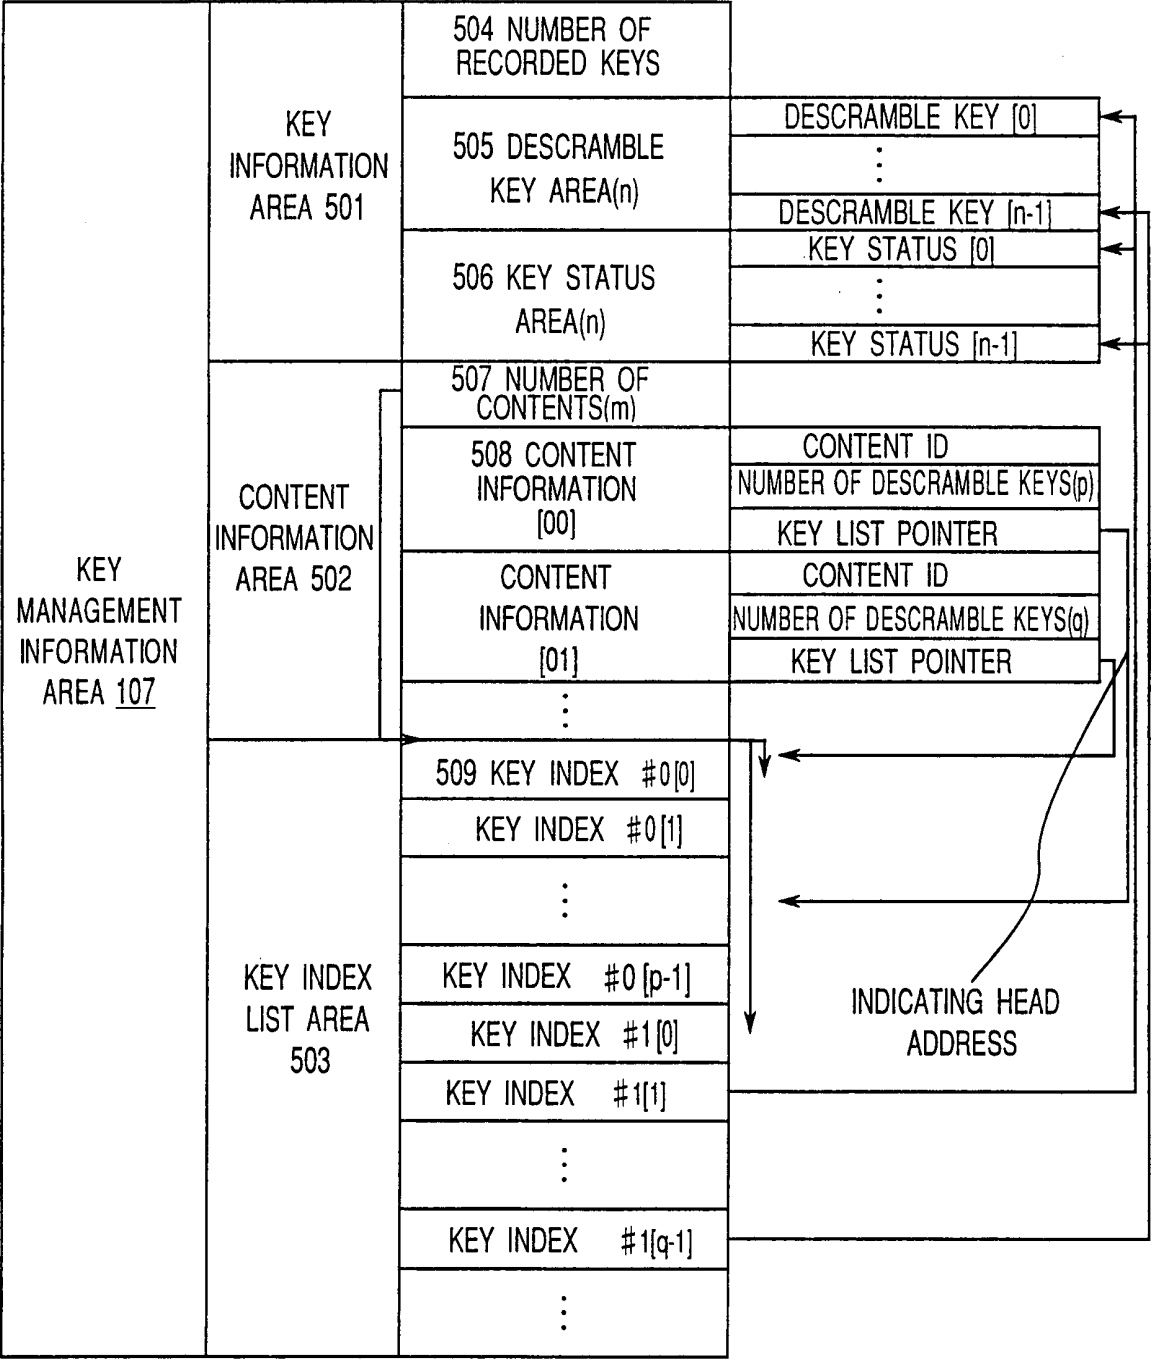 KEY
MANAGEMENT
INFORMATION
AREA 107
KEY
INFORMATION
AREA 501
504 NUMBER OF
RECORDED KEYS
505 DESCRAMBLE
KEY AREA(n)
DESCRAMBLE KEY [0]
⋮
DESCRAMBLE KEY [n-1]
506 KEY STATUS
AREA(n)
KEY STATUS [0]
⋮
KEY STATUS [n-1]
CONTENT
INFORMATION
AREA 502
507 NUMBER OF
CONTENTS(m)
508 CONTENT
INFORMATION
[00]
CONTENT ID
NUMBER OF DESCRAMBLE KEYS(p)
KEY LIST POINTER
CONTENT
INFORMATION
[01]
CONTENT ID
NUMBER OF DESCRAMBLE KEYS(q)
KEY LIST POINTER
⋮
KEY INDEX
LIST AREA
503
509 KEY INDEX #0[0]
KEY INDEX #0[1]
⋮
KEY INDEX #0[p-1]
KEY INDEX #1[0]
KEY INDEX #1[1]
⋮
KEY INDEX #1[q-1]
⋮
INDICATING HEAD
ADDRESS